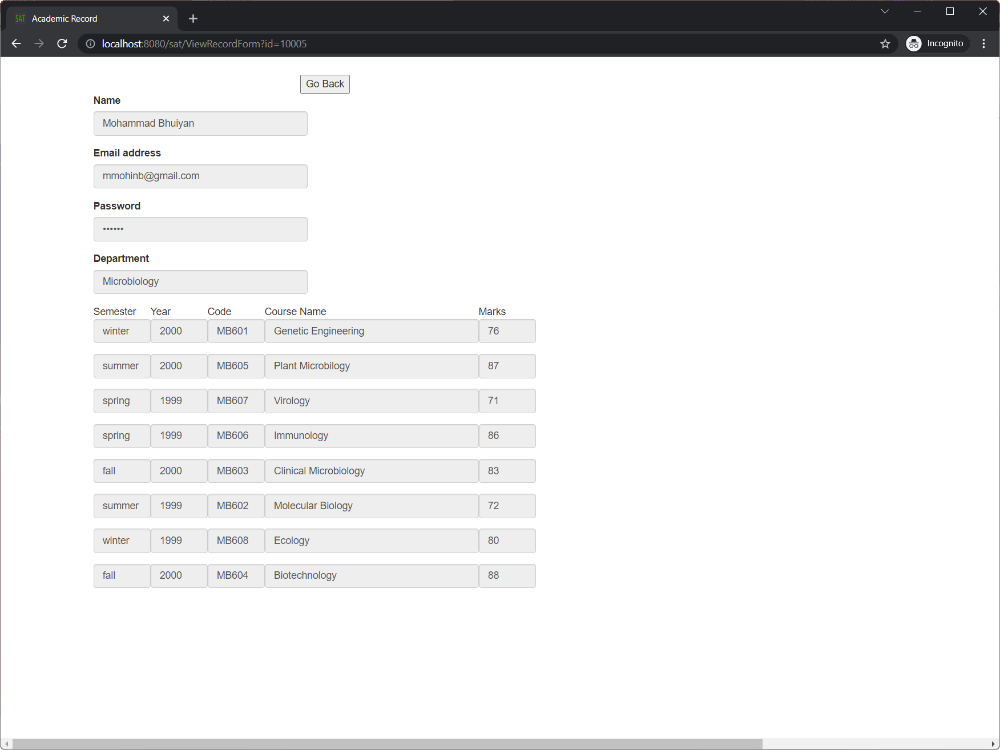 SAT Academic Record
localhost:8080/sat/ViewRecordForm?id=10005 Incognito
Go Back
Name
Mohammad Bhuiyan
Email address
mmohinb@gmail.com
Password
••••••
Department
Microbiology
Semester Year Code Course Name Marks
winter 2000 MB601 Genetic Engineering 76
summer 2000 MB605 Plant Microbilogy 87
spring 1999 MB607 Virology 71
spring 1999 MB606 Immunology 86
fall 2000 MB603 Clinical Microbiology 83
summer 1999 MB602 Molecular Biology 72
winter 1999 MB608 Ecology 80
fall 2000 MB604 Biotechnology 88